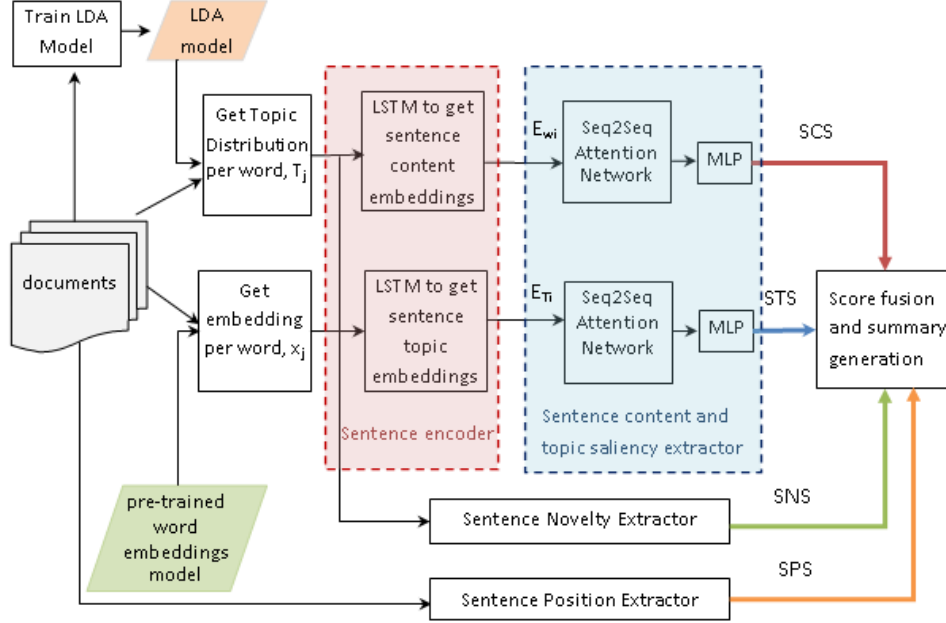 Train LDA
Model
LDA
model
Get Topic
Distribution
per word, Tj
LSTM to get
sentence
content
embeddings
Ewi
Seq2Seq
Attention
Network
MLP
SCS
documents
Get
embedding
per word, xj
LSTM to get
sentence
topic
embeddings
ETi
Seq2Seq
Attention
Network
MLP
STS
Score fusion
and summary
generation
Sentence encoder
Sentence content and
topic saliency extractor
pre-trained
word
embeddings
model
Sentence Novelty Extractor
SNS
Sentence Position Extractor
SPS